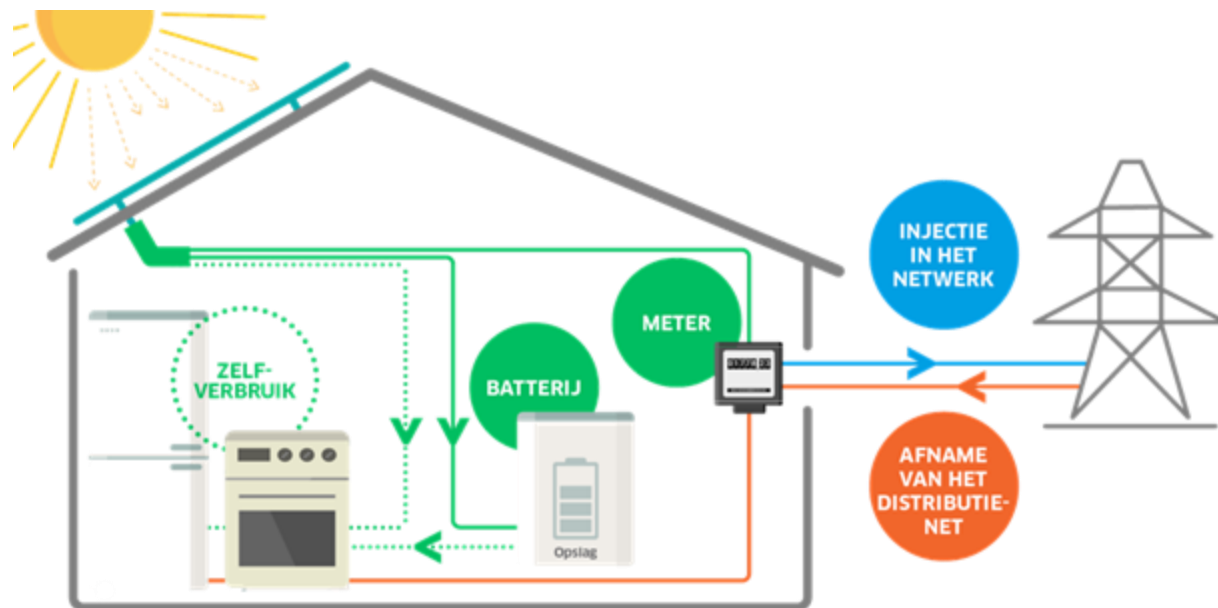 INJECTIE
IN HET
NETWERK
METER
ZELF-
VERBRUIK
BATTERIJ
AFNAME
VAN HET
DISTRIBUTIE-
NET
Opslag